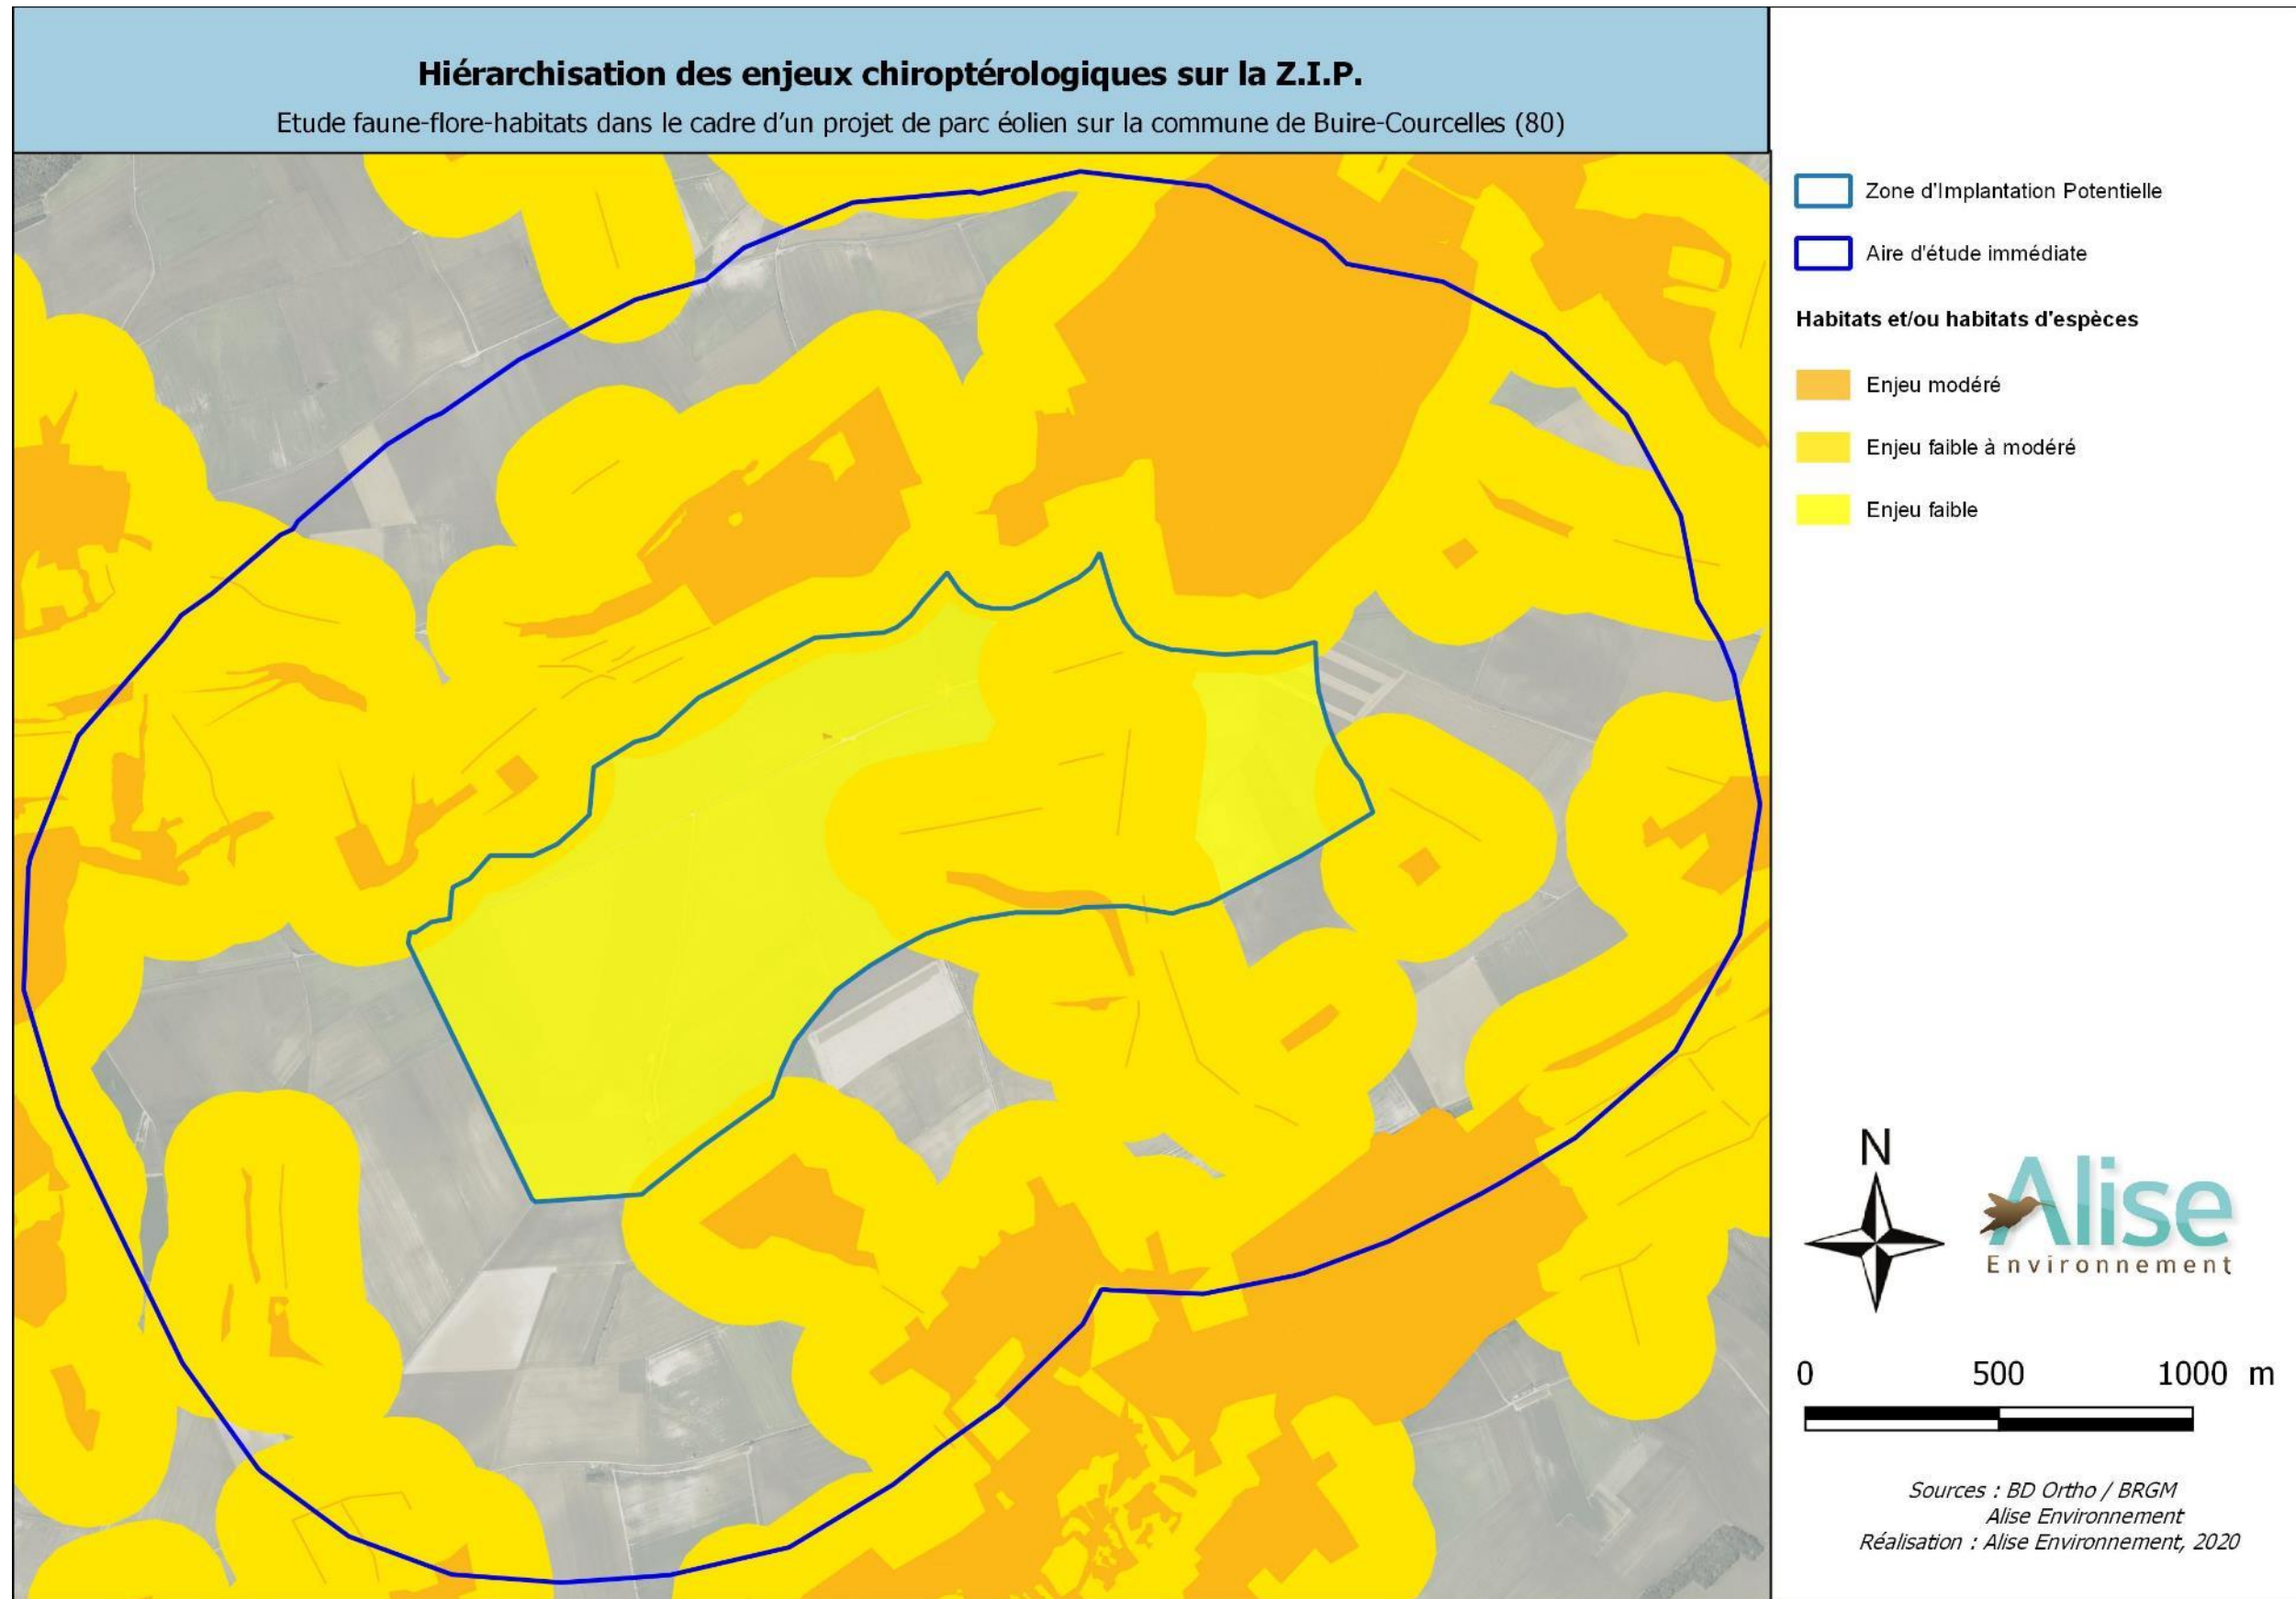 Hiérarchisation des enjeux chiroptérologiques sur la Z.I.P.
Etude faune-flore-habitats dans le cadre d'un projet de parc éolien sur la commune de Buire-Courcelles (80)
Zone d'Implantation Potentielle
Aire d'étude immédiate
Habitats et/ou habitats d'espèces
Enjeu modéré
Enjeu faible à modéré
Enjeu faible
N
Alise
Environnement
0 500 1000 m
Sources : BD Ortho / BRGM
Alise Environnement
Réalisation : Alise Environnement, 2020